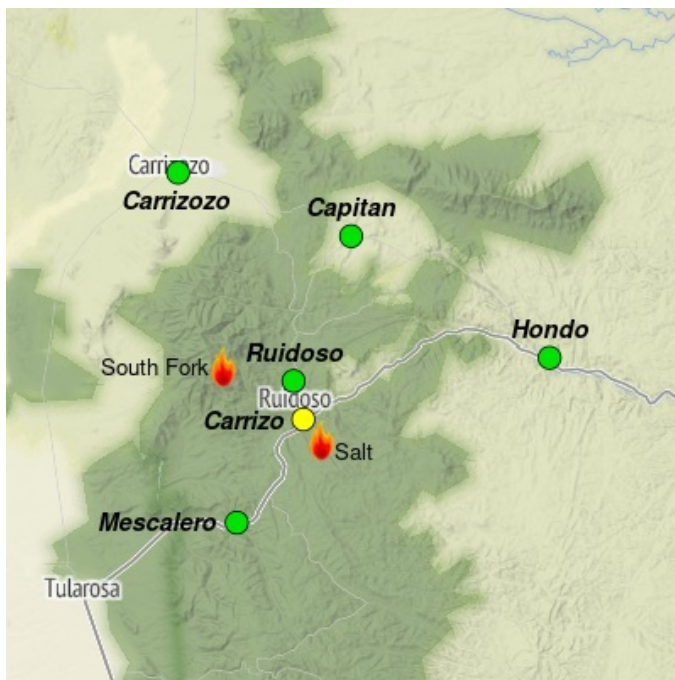 Carrizozo
Carrizozo
Capitan
Hondo
Ruidoso
South Fork
Ruidoso
Carrizo
Salt
Mescalero
Tularosa